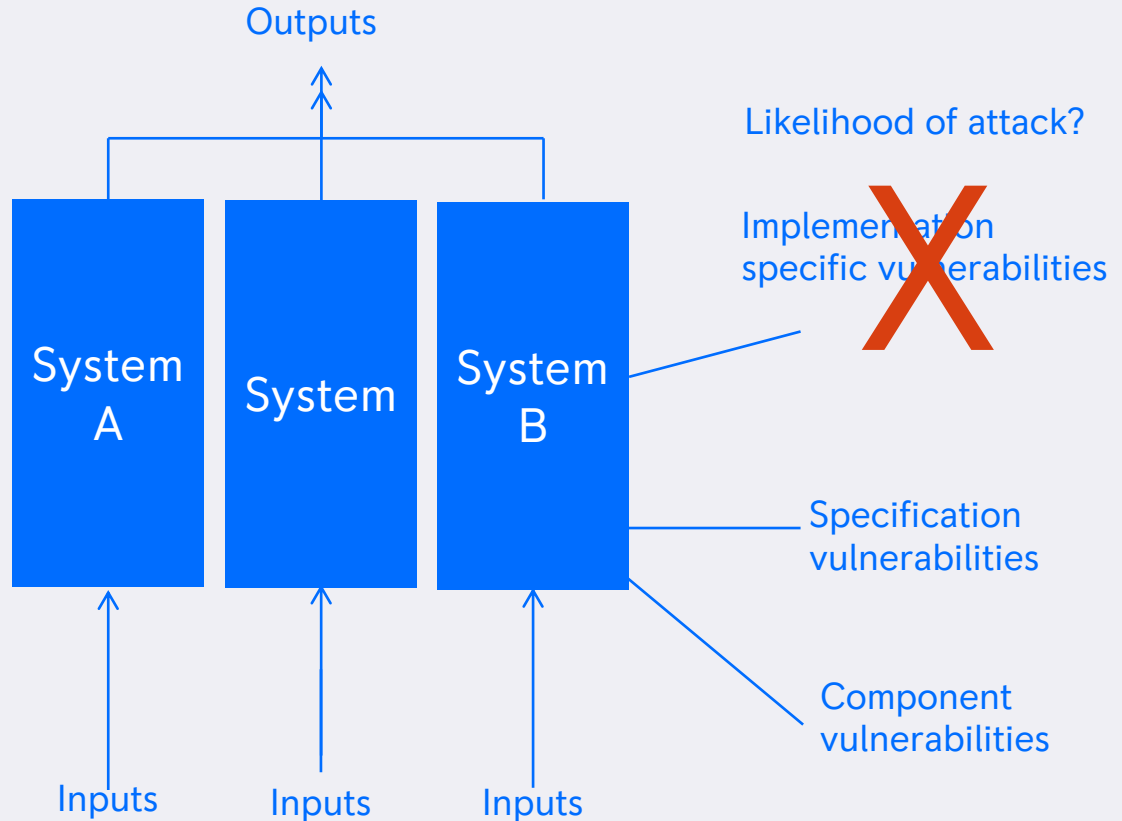 Outputs
Likelihood of attack?
Implementation
specific vulnerabilities
X
System
A
System
System
B
Specification
vulnerabilities
Component
vulnerabilities
Inputs
Inputs
Inputs